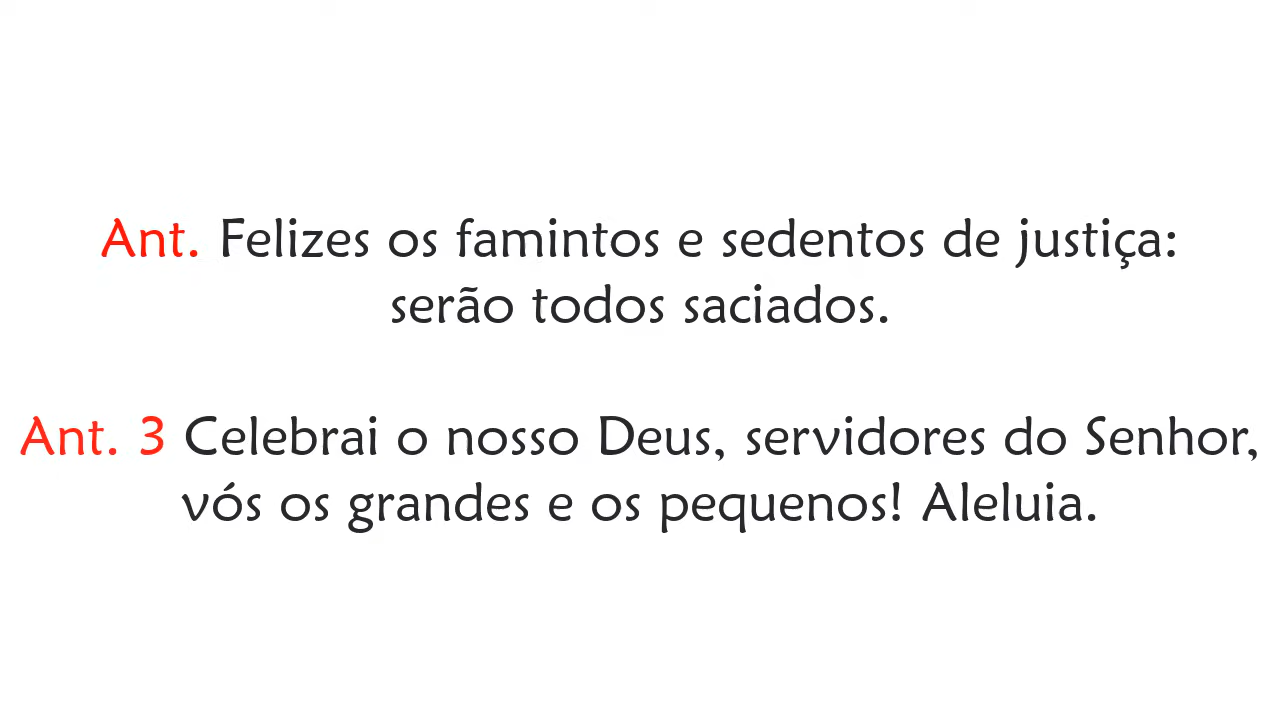 Ant. Felizes os famintos e sedentos de justiça:
serão todos saciados.
Ant. 3 Celebrai o nosso Deus, servidores do Senhor,
vós os grandes e os pequenos! Aleluia.